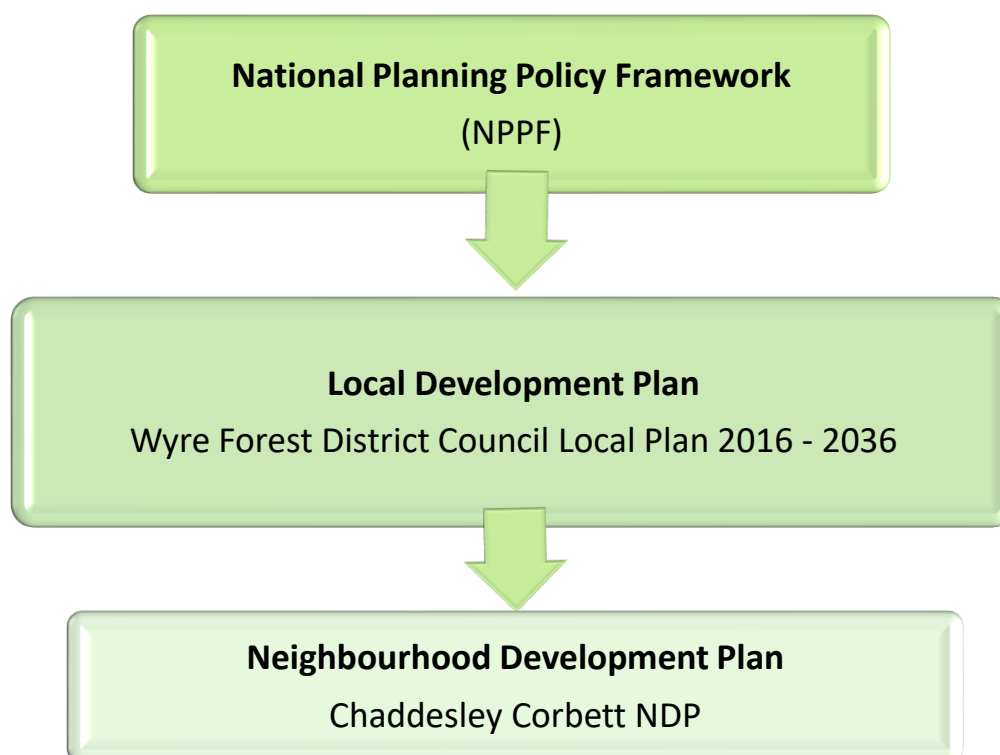 National Planning Policy Framework
(NPPF)
Local Development Plan
Wyre Forest District Council Local Plan 2016 - 2036
Neighbourhood Development Plan
Chaddesley Corbett NDP